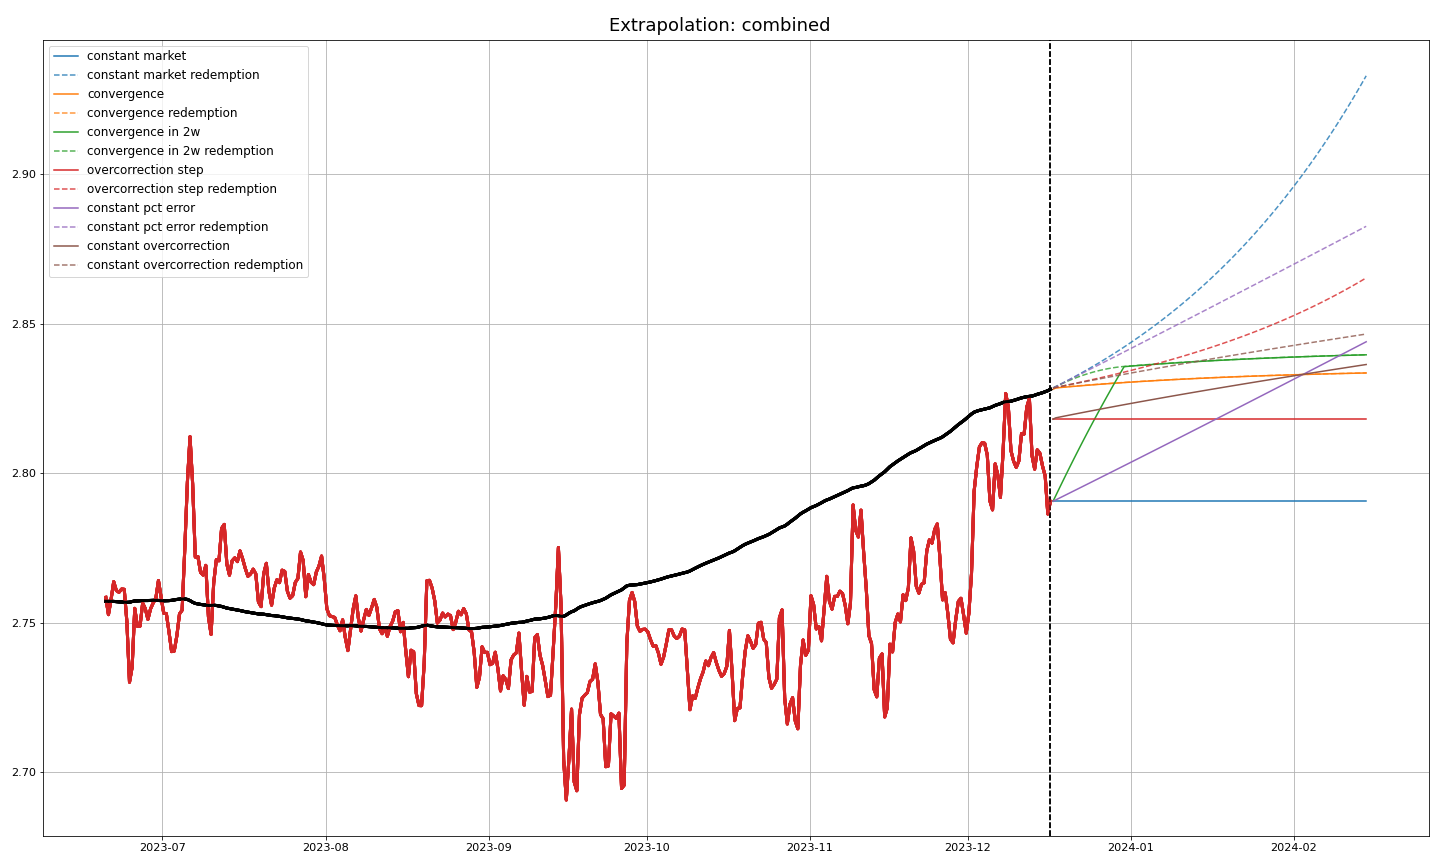 Extrapolation: combined
constant market
constant market redemption
convergence
convergence redemption
convergence in 2w
convergence in 2w redemption
overcorrection step
overcorrection step redemption
constant pct error
constant pct error redemption
constant overcorrection
constant overcorrection redemption
2.90
2.85
2.80
2.75
2.70
2023-07
2023-08
2023-09
2023-10
2023-11
2023-12
2024-01
2024-02